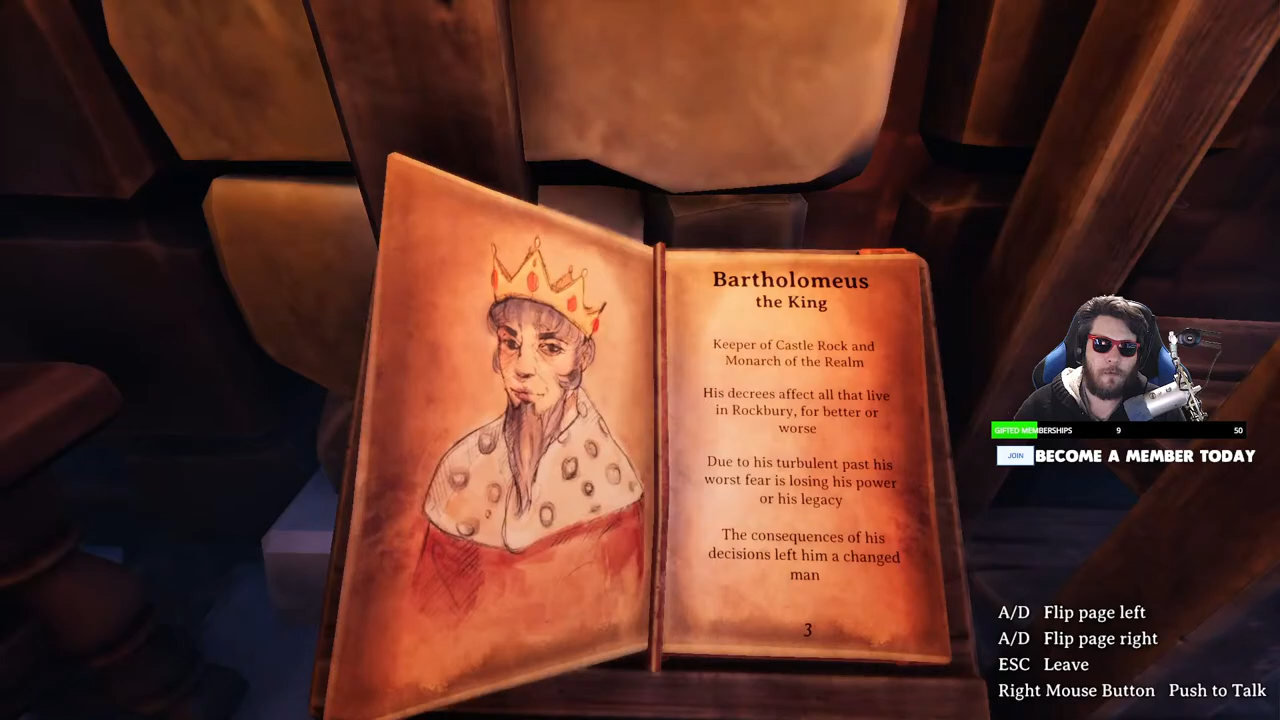 Bartholomeus
the King
Keeper of Castle Rock and
Monarch of the Realm
His decrees affect all that live
in Rockbury, for better or
worse
Due to his turbulent past his
worst fear is losing his power
or his legacy
The consequences of his
decisions left him a changed
man
3
GIFTED MEMBERSHIPS 9 50
JOIN BECOME A MEMBER TODAY
A/D Flip page left
A/D Flip page right
ESC Leave
Right Mouse Button Push to Talk